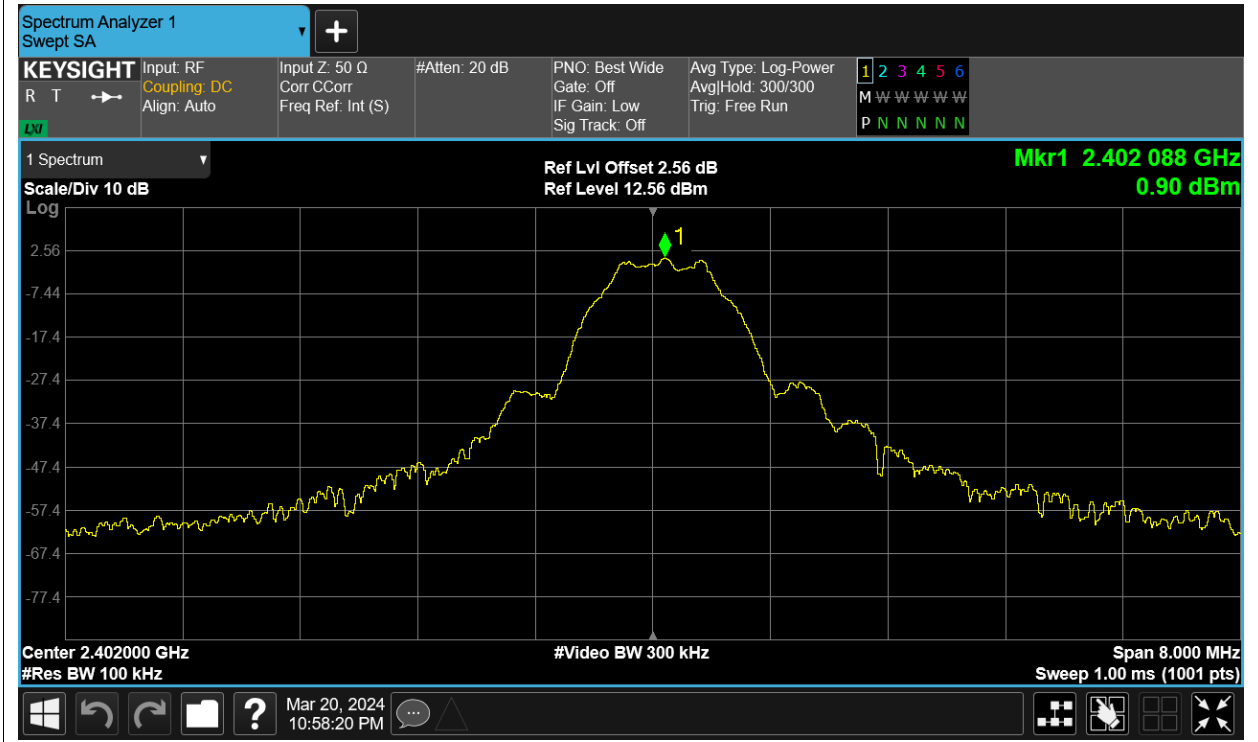 Spectrum Analyzer 1
Swept SA
KEYSIGHT
R T
LXI
Input: RF
Coupling: DC
Align: Auto
Input Z: 50 Ω
Corr CCorr
Freq Ref: Int (S)
#Atten: 20 dB
PNO: Best Wide
Gate: Off
IF Gain: Low
Sig Track: Off
Avg Type: Log-Power
Avg|Hold: 300/300
Trig: Free Run
1 2 3 4 5 6
M W W W W W W
P N N N N N N
1 Spectrum
Scale/Div 10 dB
Log
Ref Lvl Offset 2.56 dB
Ref Level 12.56 dBm
Mkr1 2.402 088 GHz
0.90 dBm
1
2.56
-7.44
-17.4
-27.4
-37.4
-47.4
-57.4
-67.4
-77.4
Center 2.402000 GHz
#Res BW 100 kHz
#Video BW 300 kHz
Span 8.000 MHz
Sweep 1.00 ms (1001 pts)
?
Mar 20, 2024
10:58:20 PM